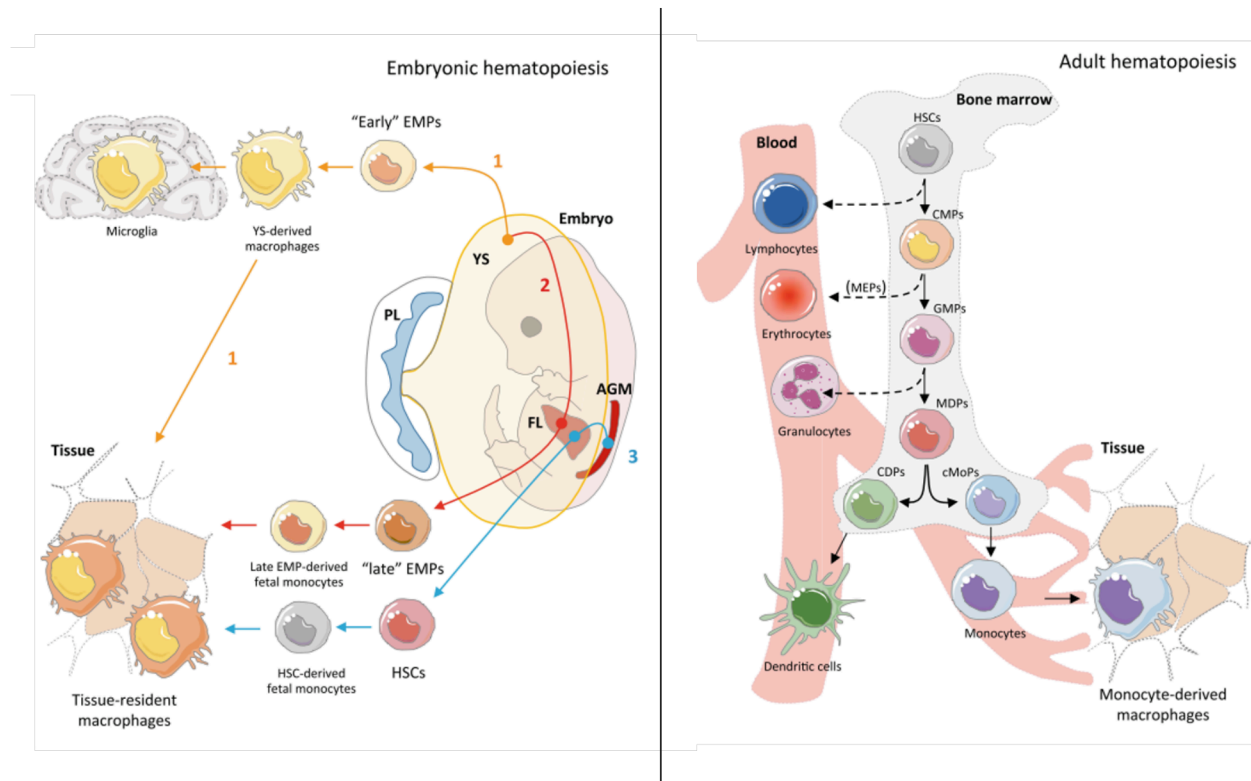 Embryonic hematopoiesis
"Early" EMPs
1
Microglia
YS-derived
macrophages
Embryo
YS
2
PL
1
AGM
FL
3
Tissue
Late EMP-derived
fetal monocytes
"late" EMPs
HSC-derived
fetal monocytes
HSCs
Tissue-resident
macrophages
Adult hematopoiesis
Bone marrow
HSCs
Blood
CMPs
Lymphocytes
(MEPs)
GMPs
Erythrocytes
MDPs
Granulocytes
CDPs
cMoPs
Tissue
Monocytes
Dendritic cells
Monocyte-derived
macrophages